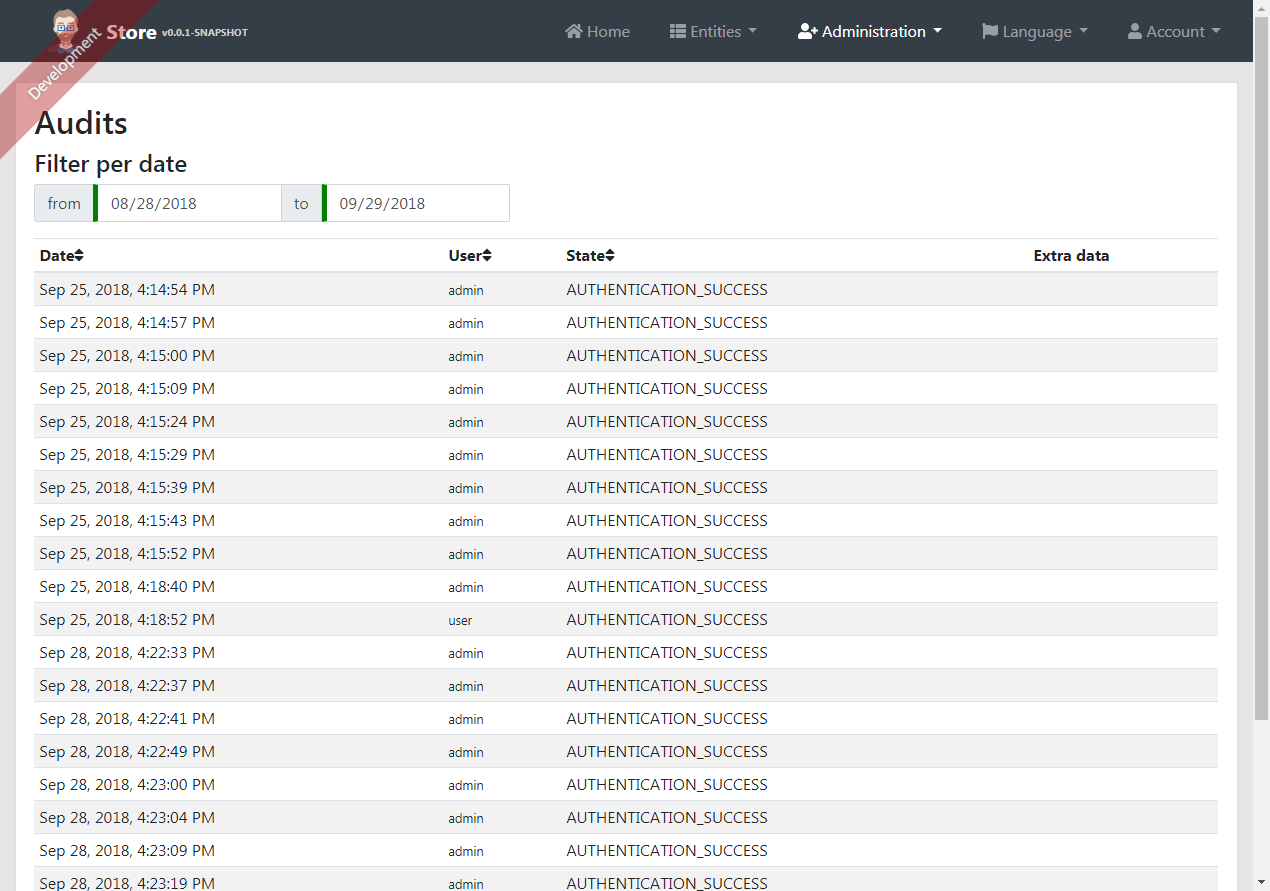 Development
Store v0.0.1-SNAPSHOT Home Entities Administration Language Account
Audits
Filter per date
from 08/28/2018 to 09/29/2018
Date User State Extra data
Sep 25, 2018, 4:14:54 PM admin AUTHENTICATION_SUCCESS
Sep 25, 2018, 4:14:57 PM admin AUTHENTICATION_SUCCESS
Sep 25, 2018, 4:15:00 PM admin AUTHENTICATION_SUCCESS
Sep 25, 2018, 4:15:09 PM admin AUTHENTICATION_SUCCESS
Sep 25, 2018, 4:15:24 PM admin AUTHENTICATION_SUCCESS
Sep 25, 2018, 4:15:29 PM admin AUTHENTICATION_SUCCESS
Sep 25, 2018, 4:15:39 PM admin AUTHENTICATION_SUCCESS
Sep 25, 2018, 4:15:43 PM admin AUTHENTICATION_SUCCESS
Sep 25, 2018, 4:15:52 PM admin AUTHENTICATION_SUCCESS
Sep 25, 2018, 4:18:40 PM admin AUTHENTICATION_SUCCESS
Sep 25, 2018, 4:18:52 PM user AUTHENTICATION_SUCCESS
Sep 28, 2018, 4:22:33 PM admin AUTHENTICATION_SUCCESS
Sep 28, 2018, 4:22:37 PM admin AUTHENTICATION_SUCCESS
Sep 28, 2018, 4:22:41 PM admin AUTHENTICATION_SUCCESS
Sep 28, 2018, 4:22:49 PM admin AUTHENTICATION_SUCCESS
Sep 28, 2018, 4:23:00 PM admin AUTHENTICATION_SUCCESS
Sep 28, 2018, 4:23:04 PM admin AUTHENTICATION_SUCCESS
Sep 28, 2018, 4:23:09 PM admin AUTHENTICATION_SUCCESS
Sep 28, 2018, 4:23:19 PM admin AUTHENTICATION_SUCCESS